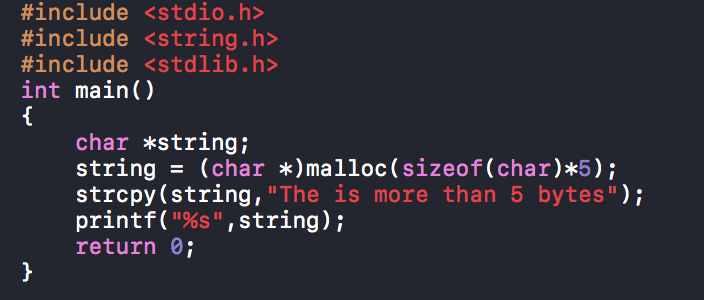 #include <stdio.h>
#include <string.h>
#include <stdlib.h>
int main()
{
    char *string;
    string = (char *)malloc(sizeof(char)*5);
    strcpy(string,"The is more than 5 bytes");
    printf("%s",string);
    return 0;
}